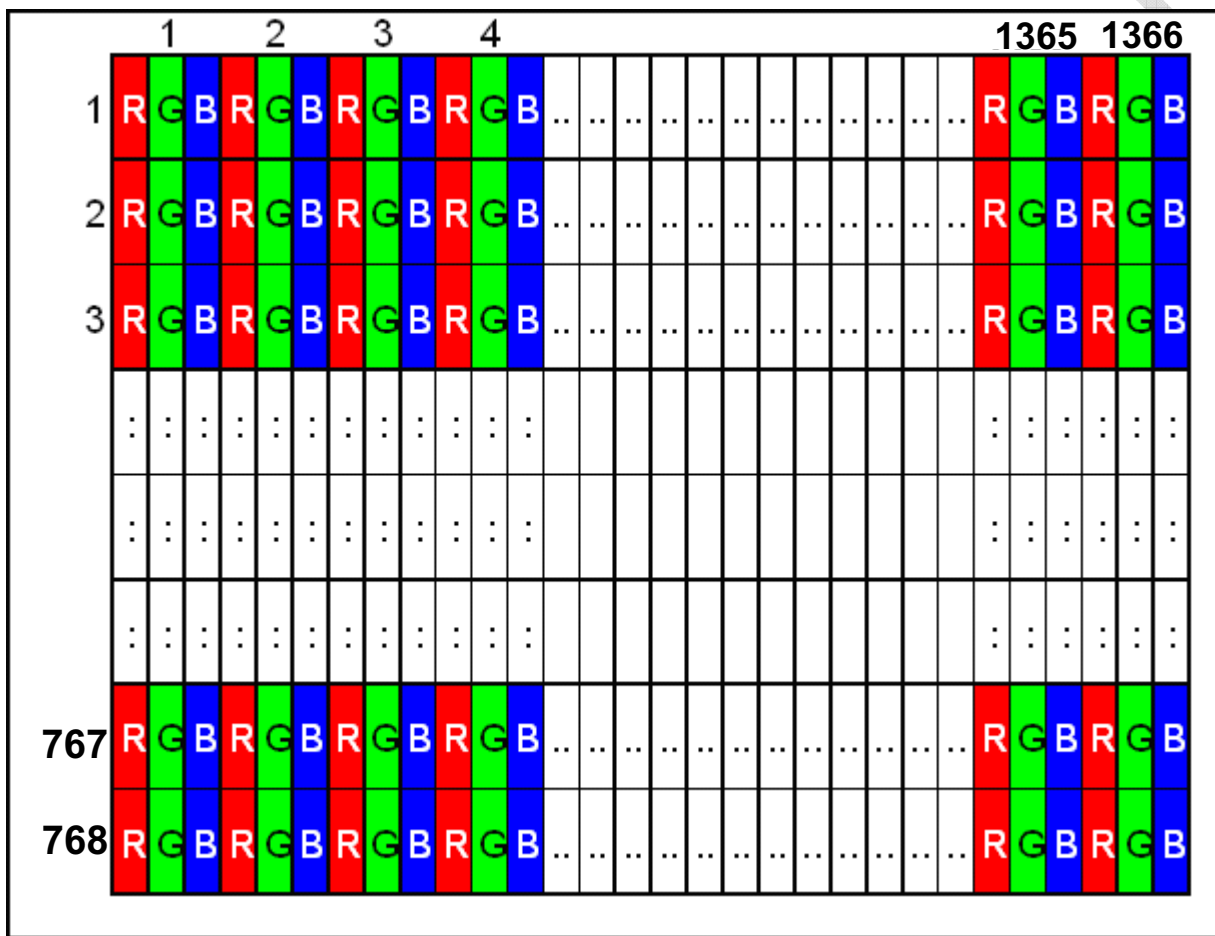 1 2 3 4 1365 1366
1 R G B R G B R G B R G B .. .. .. .. .. .. .. .. .. .. .. .. R G B R G B
2 R G B R G B R G B R G B .. .. .. .. .. .. .. .. .. .. .. .. R G B R G B
3 R G B R G B R G B R G B .. .. .. .. .. .. .. .. .. .. .. .. R G B R G B
: : : : : : : : : : : : : : : : : :
: : : : : : : : : : : : : : : : : :
: : : : : : : : : : : : : : : : : :
767 R G B R G B R G B R G B .. .. .. .. .. .. .. .. .. .. .. .. R G B R G B
768 R G B R G B R G B R G B .. .. .. .. .. .. .. .. .. .. .. .. R G B R G B